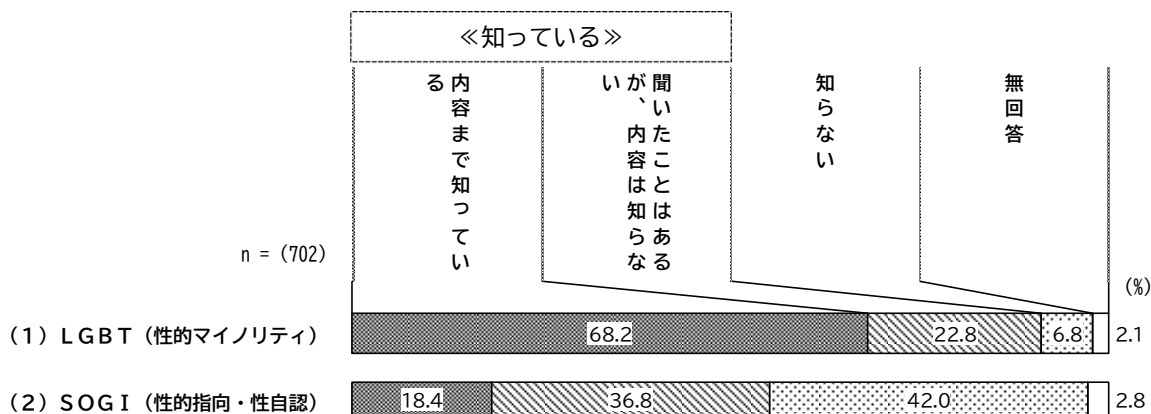 ≪知っている≫
内容まで知ってい
る
聞いたことはある
が、内容は知らな
い
知らない
無回答
n = (702)
(%)
(1) LGBT (性的マイノリティ) 68.2 22.8 6.8 2.1
(2) SOGI (性的指向・性自認) 18.4 36.8 42.0 2.8